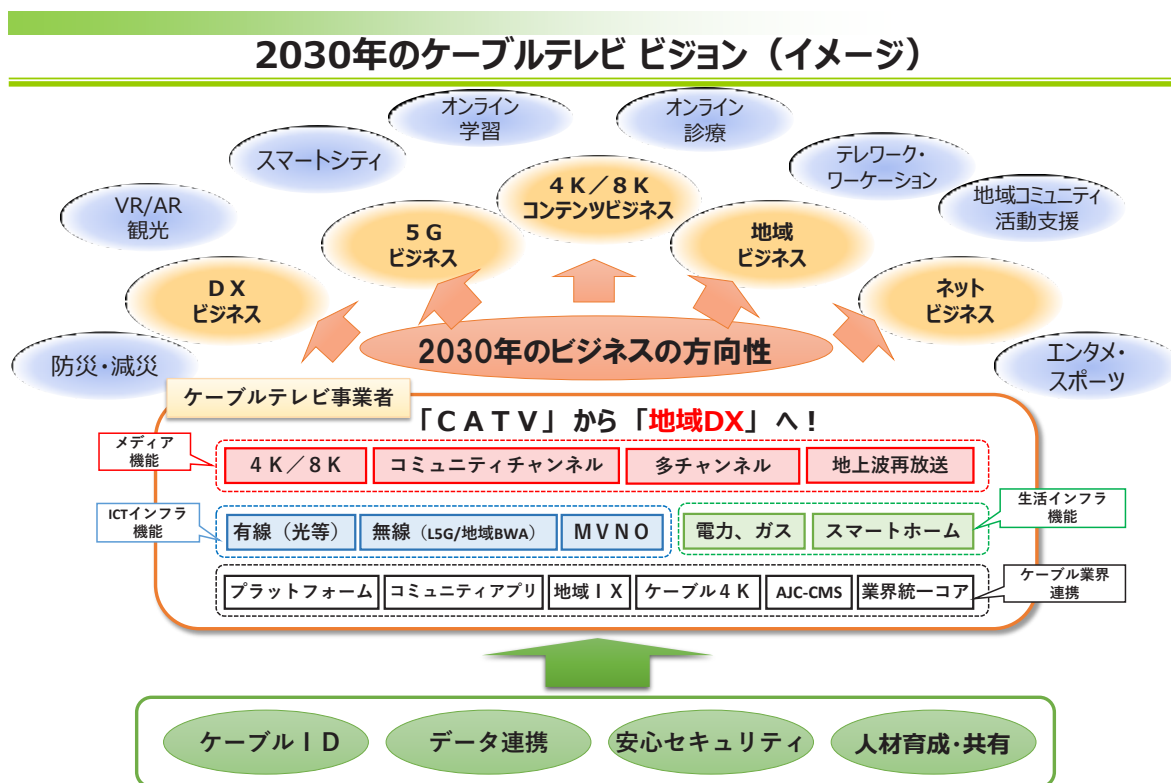 2030年のケーブルテレビ ビジョン（イメージ）
オンライン
学習
オンライン
診療
スマートシティ
テレワーク・
ワーケーション
４Ｋ／８Ｋ
コンテンツビジネス
VR/AR
観光
地域コミュニティ
活動支援
５Ｇ
ビジネス
地域
ビジネス
ＤＸ
ビジネス
ネット
ビジネス
防災・減災
2030年のビジネスの方向性
エンタメ・
スポーツ
ケーブルテレビ事業者
「ＣＡＴＶ」から「地域DX」へ！
メディア
機能
４Ｋ／８Ｋ
コミュニティチャンネル
多チャンネル
地上波再放送
ICTインフラ
機能
有線（光等）
無線（L5G/地域BWA）
ＭＶＮＯ
電力、ガス
スマートホーム
生活インフラ
機能
プラットフォーム
コミュニティアプリ
地域ＩＸ
ケーブル４Ｋ
AJC-CMS
業界統一コア
ケーブル業界
連携
ケーブルＩＤ
データ連携
安心セキュリティ
人材育成・共有